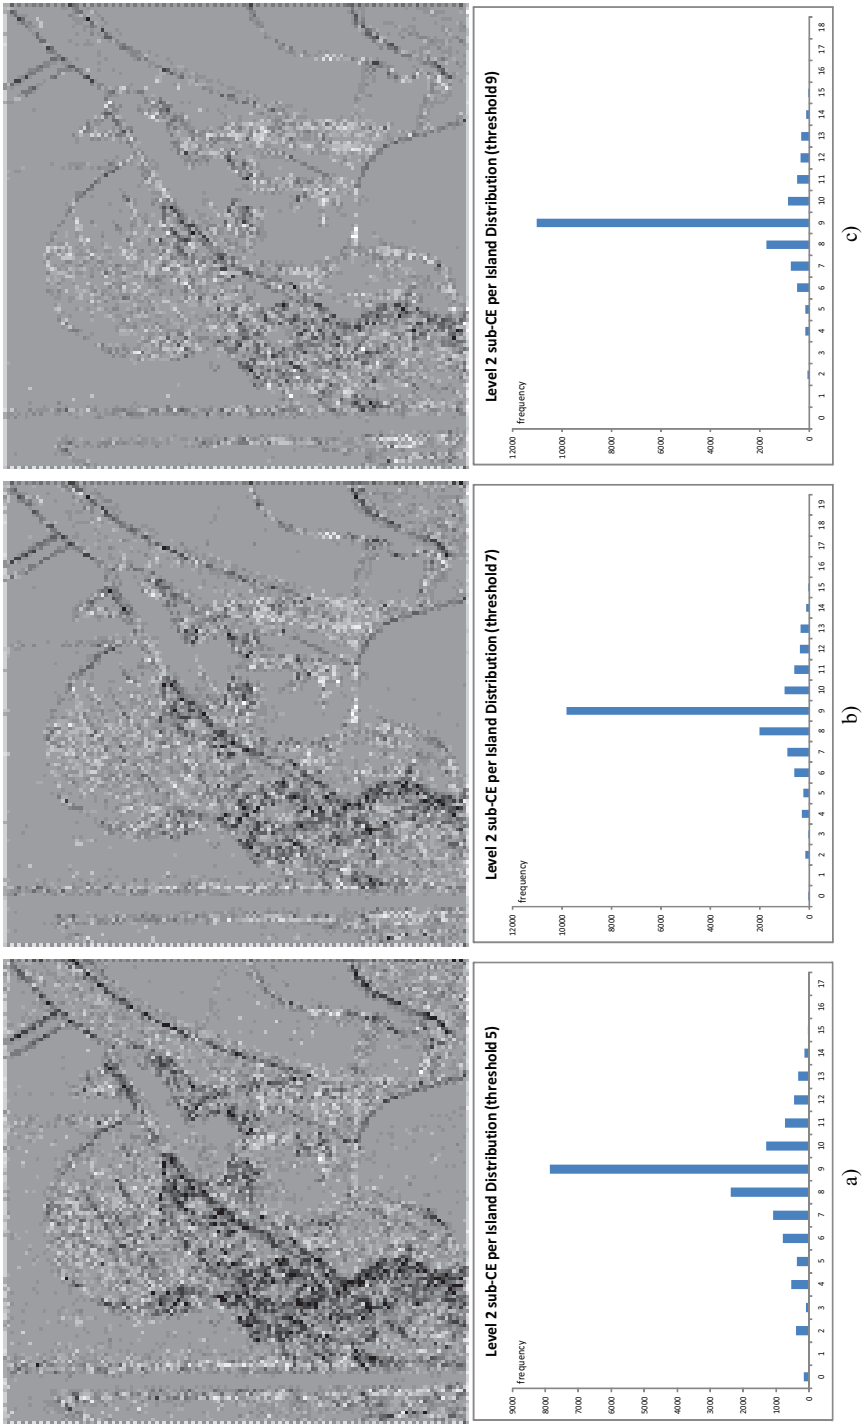 Level 2 sub-CE per Island Distribution (threshold 5)
frequency
9000
8000
7000
6000
5000
4000
3000
2000
1000
0
0 1 2 3 4 5 6 7 8 9 10 11 12 13 14 15 16 17
a)
Level 2 sub-CE per Island Distribution (threshold 7)
frequency
12000
10000
8000
6000
4000
2000
0
0 1 2 3 4 5 6 7 8 9 10 11 12 13 14 15 16 17 18 19
b)
Level 2 sub-CE per Island Distribution (threshold 9)
frequency
12000
10000
8000
6000
4000
2000
0
0 1 2 3 4 5 6 7 8 9 10 11 12 13 14 15 16 17 18
c)